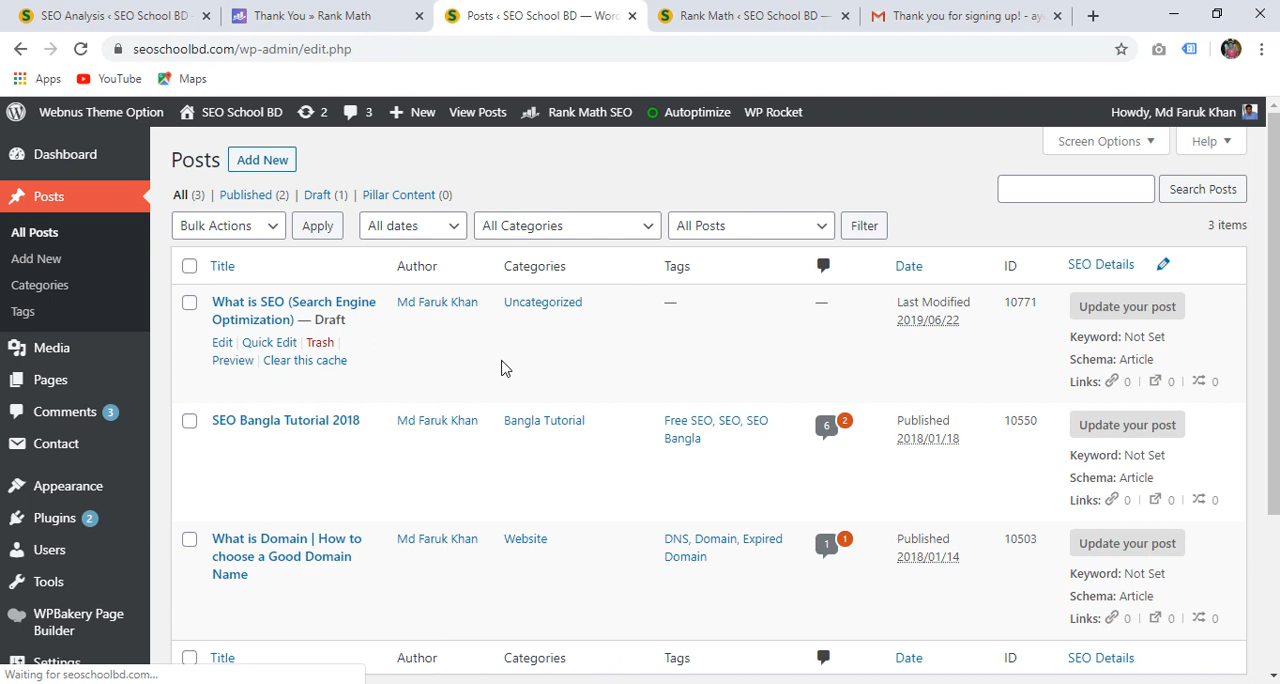 SEO Analysis ‹ SEO School BD -
Thank You » Rank Math
Posts ‹ SEO School BD — Wor
Rank Math ‹ SEO School BD —
Thank you for signing up! - ay
seoschoolbd.com/wp-admin/edit.php
Apps YouTube Maps
Webnus Theme Option SEO School BD 2 3 New View Posts Rank Math SEO Autoptimize WP Rocket Howdy, Md Faruk Khan
Screen Options Help
Dashboard
Posts
All Posts
Add New
Categories
Tags
Media
Pages
Comments 3
Contact
Appearance
Plugins 2
Users
Tools
WPBakery Page
Builder
Settings
Posts Add New
All (3) | Published (2) | Draft (1) | Pillar Content (0)
Search Posts
Bulk Actions Apply All dates All Categories All Posts Filter
3 items
Title Author Categories Tags Date ID SEO Details
What is SEO (Search Engine
Optimization) — Draft
Edit | Quick Edit | Trash |
Preview | Clear this cache
Md Faruk Khan
Uncategorized
—
—
Last Modified
2019/06/22
10771
Update your post
Keyword: Not Set
Schema: Article
Links: 0 | 0 | 0
SEO Bangla Tutorial 2018
Md Faruk Khan
Bangla Tutorial
Free SEO, SEO, SEO
Bangla
6 2
Published
2018/01/18
10550
Update your post
Keyword: Not Set
Schema: Article
Links: 0 | 0 | 0
What is Domain | How to
choose a Good Domain
Name
Md Faruk Khan
Website
DNS, Domain, Expired
Domain
1 1
Published
2018/01/14
10503
Update your post
Keyword: Not Set
Schema: Article
Links: 0 | 0 | 0
Title Author Categories Tags Date ID SEO Details
Waiting for seoschoolbd.com...